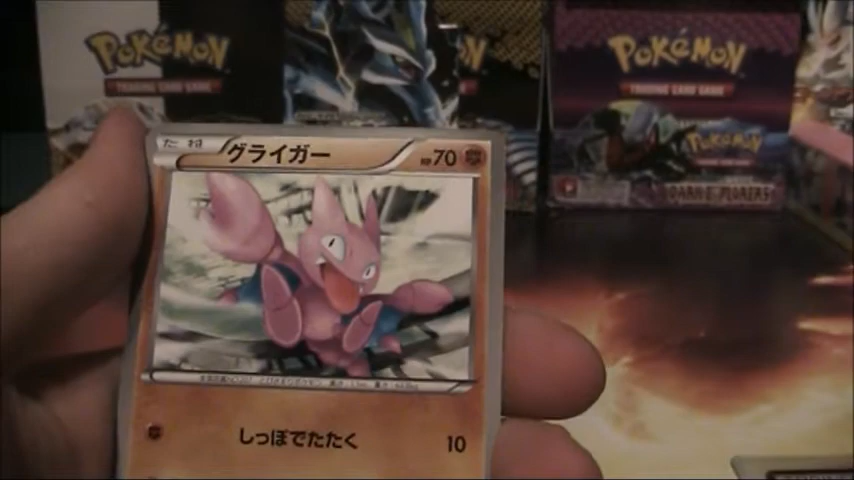 POKéMON
TRADING CARD GAME
POKéMON
TRADING CARD GAME
POKéMON
DARK EXPLORERS
たね
グライガー
HP70
しっぽでたたく 10